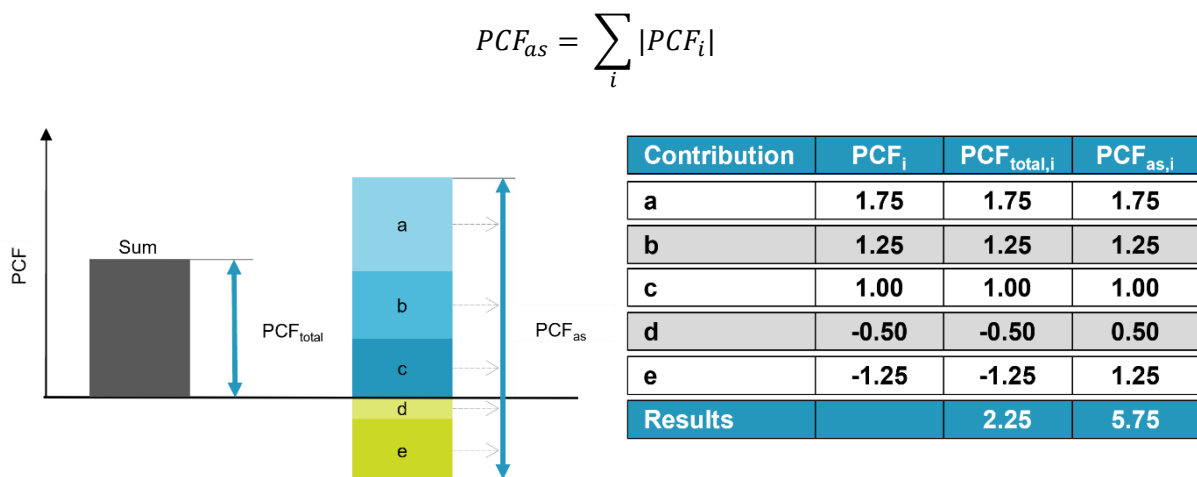 PCF_as = ∑_i |PCF_i|
PCF
Sum
PCF_total
a
b
c
d
e
PCF_as
Contribution PCF_i PCF_total,i PCF_as,i
a 1.75 1.75 1.75
b 1.25 1.25 1.25
c 1.00 1.00 1.00
d -0.50 -0.50 0.50
e -1.25 -1.25 1.25
Results 2.25 5.75